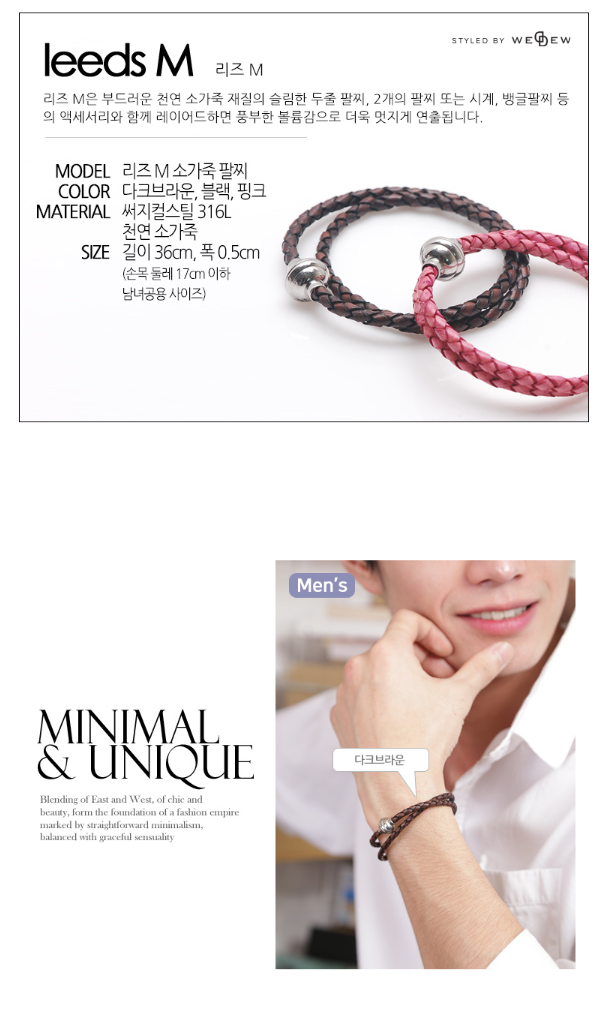 STYLED BY WEDDEW
leeds M 리즈 M
리즈 M은 부드러운 천연 소가죽 재질의 슬림한 두줄 팔찌, 2개의 팔찌 또는 시계, 뱅글팔찌 등
의 액세서리와 함께 레이어드하면 풍부한 볼륨감으로 더욱 멋지게 연출됩니다.
MODEL 리즈 M 소가죽 팔찌
COLOR 다크브라운, 블랙, 핑크
MATERIAL 써지컬스틸 316L
천연 소가죽
SIZE 길이 36cm, 폭 0.5cm
(손목 둘레 17cm 이하
남녀공용 사이즈)
Men's
MINIMAL
& UNIQUE
다크브라운
Blending of East and West, of chic and
beauty, form the foundation of a fashion empire
marked by straightforward minimalism,
balanced with graceful sensuality